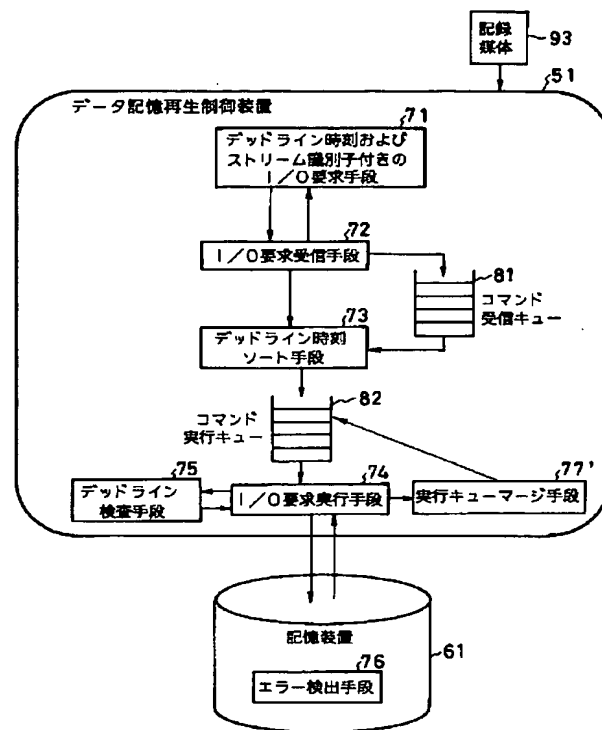 記録
媒体
93
51
データ記憶再生制御装置
71
デッドライン時刻および
ストリーム識別子付きの
I/O要求手段
72
I/O要求受信手段
81
コマンド
受信キュー
73
デッドライン時刻
ソート手段
82
コマンド
実行キュー
75
デッドライン
検査手段
74
I/O要求実行手段
77'
実行キューマージ手段
記憶装置
61
76
エラー検出手段